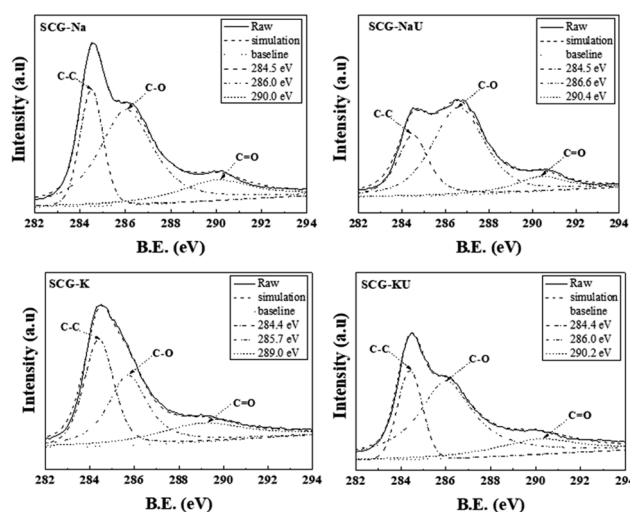 SCG-Na
Raw
simulation
baseline
284.5 eV
286.0 eV
290.0 eV
C-C
C-O
C=O
Intensity (a.u)
282 284 286 288 290 292 294
B.E. (eV)
SCG-NaU
Raw
simulation
baseline
284.5 eV
286.6 eV
290.4 eV
C-C
C-O
C=O
Intensity (a.u)
282 284 286 288 290 292 294
B.E. (eV)
SCG-K
Raw
simulation
baseline
284.4 eV
285.7 eV
289.0 eV
C-C
C-O
C=O
Intensity (a.u)
282 284 286 288 290 292 294
B.E. (eV)
SCG-KU
Raw
simulation
baseline
284.4 eV
286.0 eV
290.2 eV
C-C
C-O
C=O
Intensity (a.u)
282 284 286 288 290 292 294
B.E. (eV)